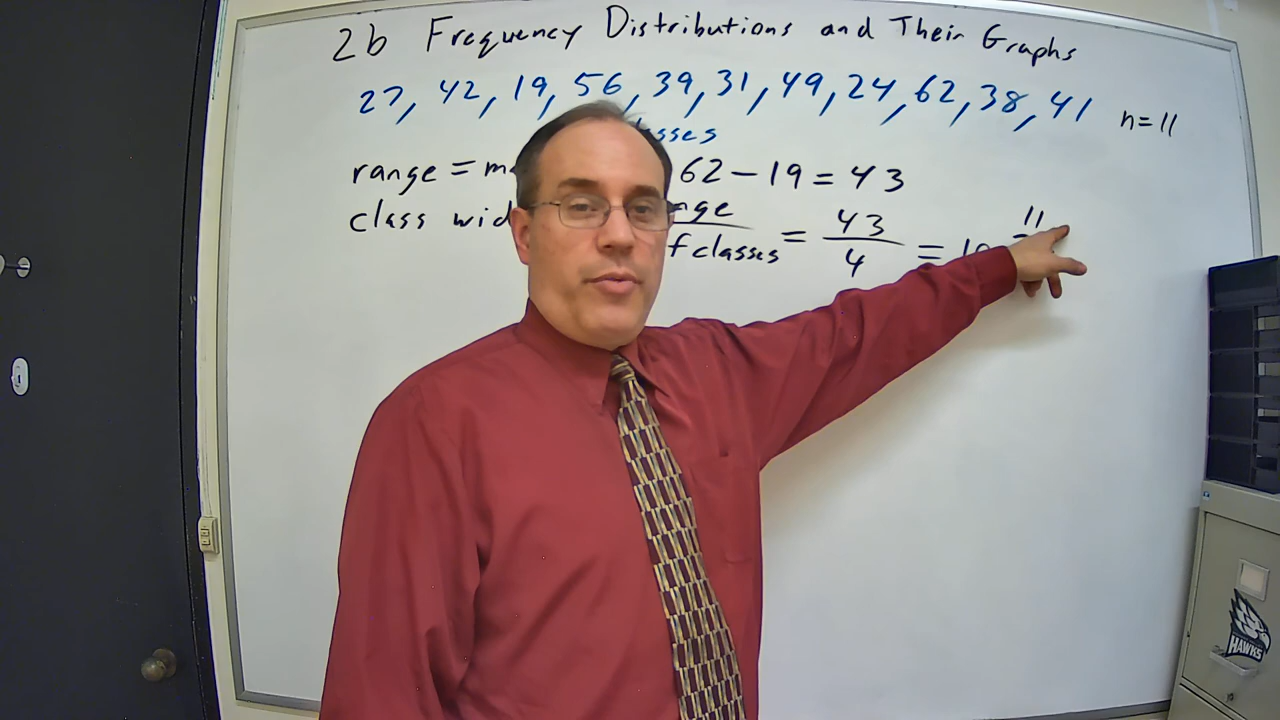 2b Frequency Distributions and Their Graphs
27, 42, 19, 56, 39, 31, 49, 24, 62, 38, 41 n=11
range = 62 - 19 = 43
class = 43/4 = 11
HAWKS